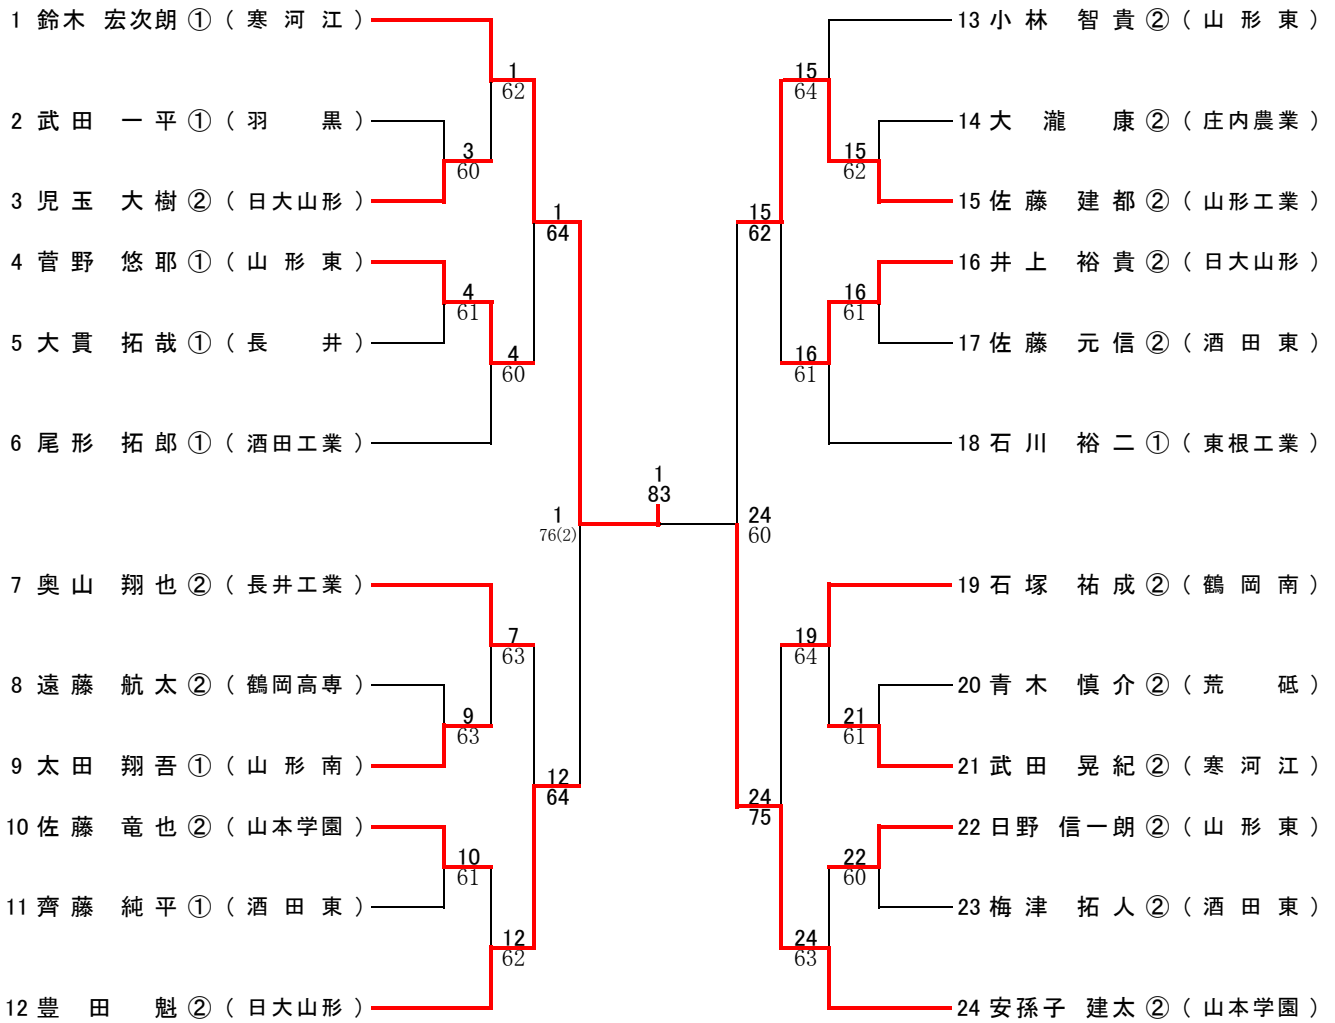 1 鈴木 宏次朗 ① ( 寒 河 江 )
1
62
2 武 田 一 平 ① ( 羽 黒 )
3
60
3 児 玉 大 樹 ② ( 日大山形 )
1
64
4 菅 野 悠 耶 ① ( 山 形 東 )
4
61
5 大 貫 拓 哉 ① ( 長 井 )
4
60
6 尾 形 拓 郎 ① ( 酒田工業 )
1
76(2)
7 奥 山 翔 也 ② ( 長井工業 )
7
63
8 遠 藤 航 太 ② ( 鶴岡高専 )
9
63
9 太 田 翔 吾 ① ( 山 形 南 )
12
64
10 佐 藤 竜 也 ② ( 山本学園 )
10
61
11 齊 藤 純 平 ① ( 酒 田 東 )
12
62
12 豊 田 魁 ② ( 日大山形 )
1
83
13 小 林 智 貴 ② ( 山 形 東 )
15
64
14 大 瀧 康 ② ( 庄内農業 )
15
62
15 佐 藤 建 都 ② ( 山形工業 )
15
62
16 井 上 裕 貴 ② ( 日大山形 )
16
61
17 佐 藤 元 信 ② ( 酒 田 東 )
16
61
18 石 川 裕 二 ① ( 東根工業 )
24
60
19 石 塚 祐 成 ② ( 鶴 岡 南 )
19
64
20 青 木 慎 介 ② ( 荒 砥 )
21
61
21 武 田 晃 紀 ② ( 寒 河 江 )
24
75
22 日野 信一朗 ② ( 山 形 東 )
22
60
23 梅 津 拓 人 ② ( 酒 田 東 )
24
63
24 安孫子 建太 ② ( 山本学園 )